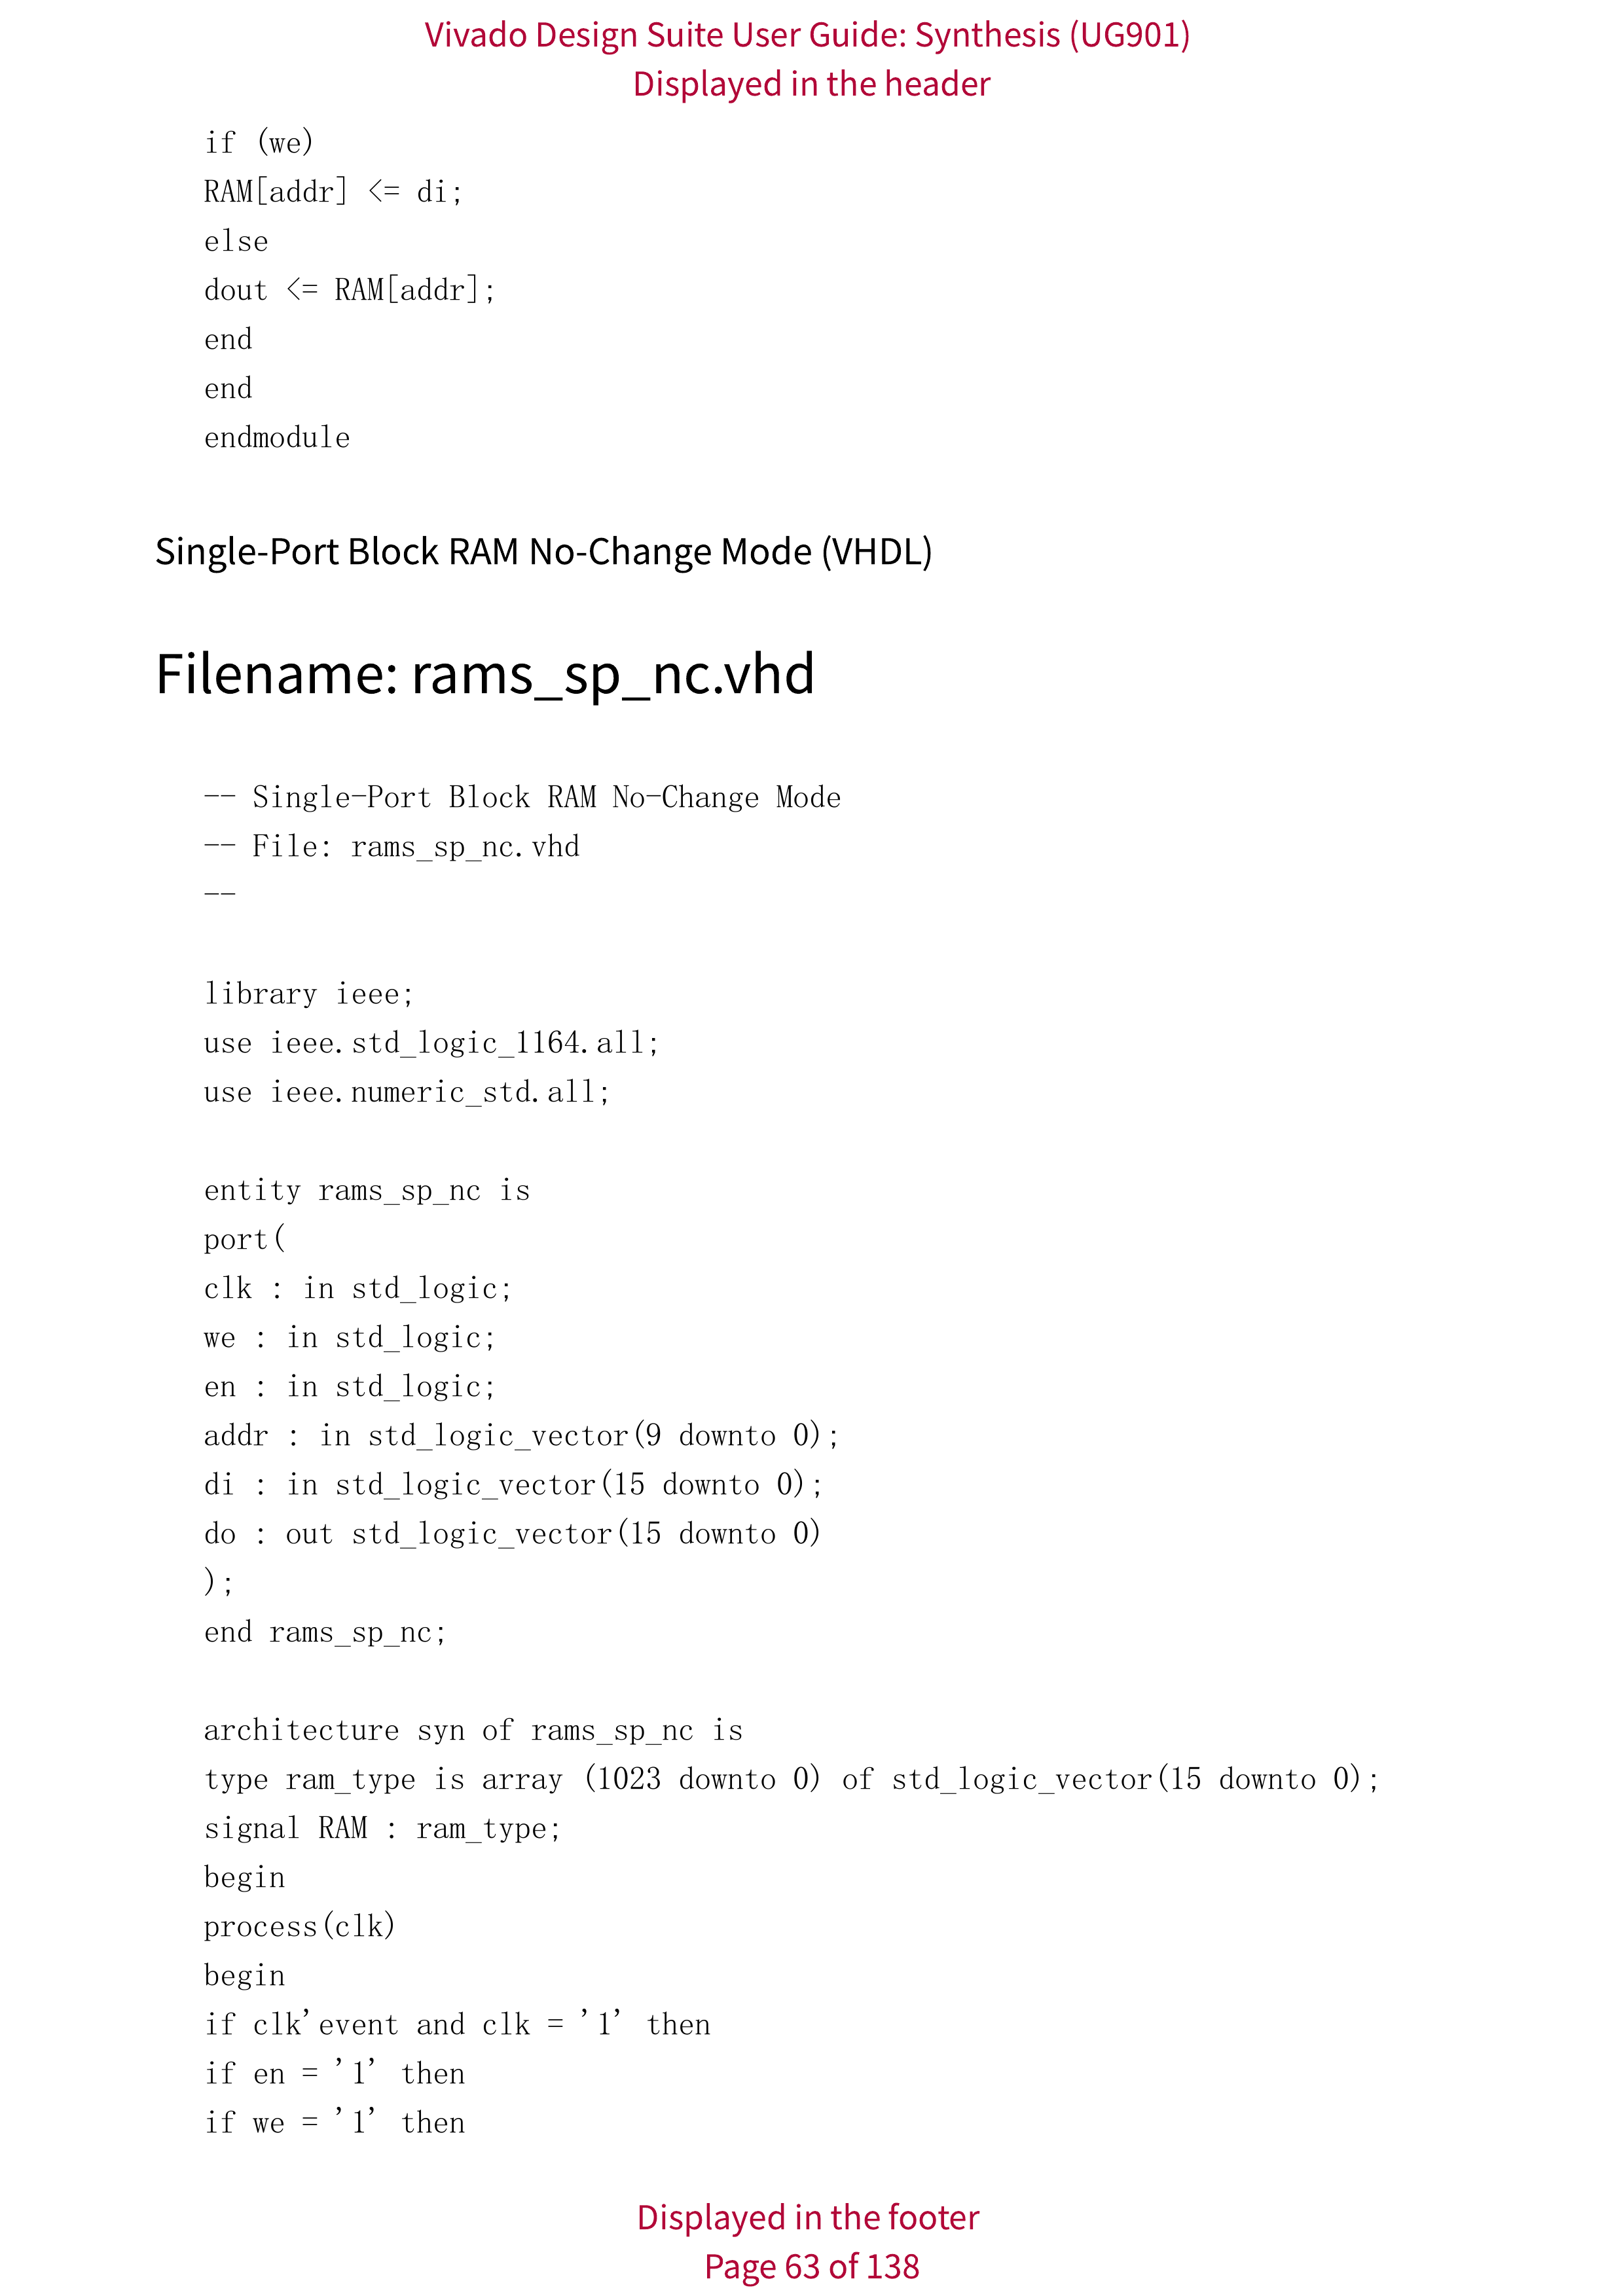 Vivado Design Suite User Guide: Synthesis (UG901)
Displayed in the header
if (we)
RAM[addr] <= di;
else
dout <= RAM[addr];
end
end
endmodule
Single-Port Block RAM No-Change Mode (VHDL)
Filename: rams_sp_nc.vhd
-- Single-Port Block RAM No-Change Mode
-- File: rams_sp_nc.vhd
--
library ieee;
use ieee.std_logic_1164.all;
use ieee.numeric_std.all;
entity rams_sp_nc is
port(
clk : in std_logic;
we : in std_logic;
en : in std_logic;
addr : in std_logic_vector(9 downto 0);
di : in std_logic_vector(15 downto 0);
do : out std_logic_vector(15 downto 0)
);
end rams_sp_nc;
architecture syn of rams_sp_nc is
type ram_type is array (1023 downto 0) of std_logic_vector(15 downto 0);
signal RAM : ram_type;
begin
process(clk)
begin
if clk'event and clk = '1' then
if en = '1' then
if we = '1' then
Displayed in the footer
Page 63 of 138